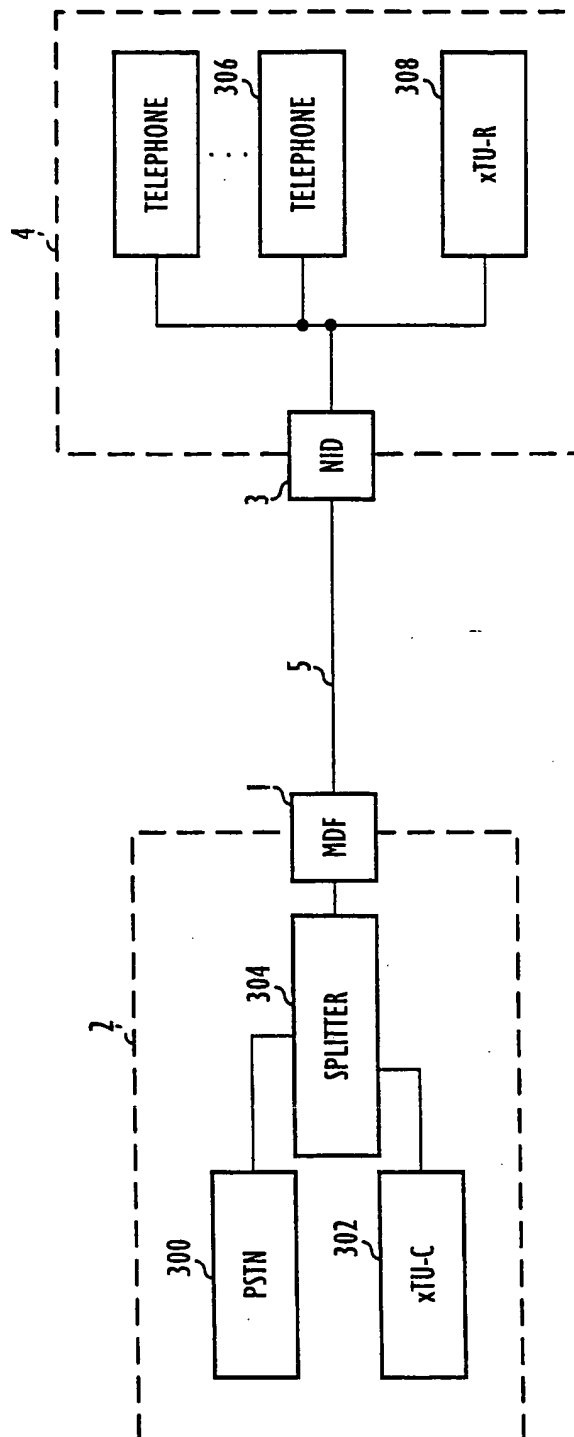 2
300
PSTN
302
xTU-C
304
SPLITTER
1
MDF
5
3
NID
4
TELEPHONE
306
TELEPHONE
308
xTU-R